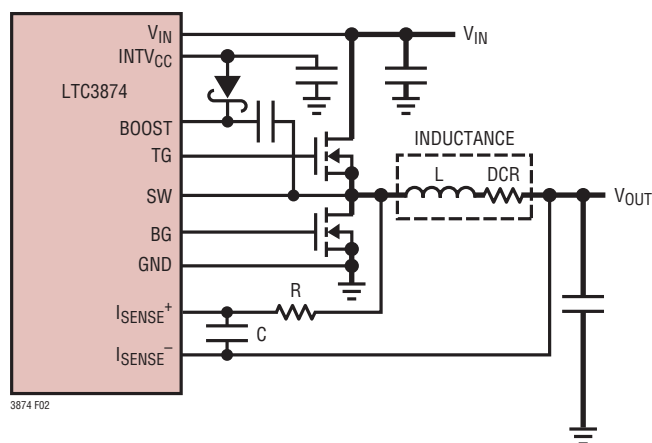 V_IN
INTV_CC
LTC3874
BOOST
TG
SW
BG
GND
I_SENSE^+
I_SENSE^–
V_IN
INDUCTANCE
L
DCR
V_OUT
R
C
3874 F02